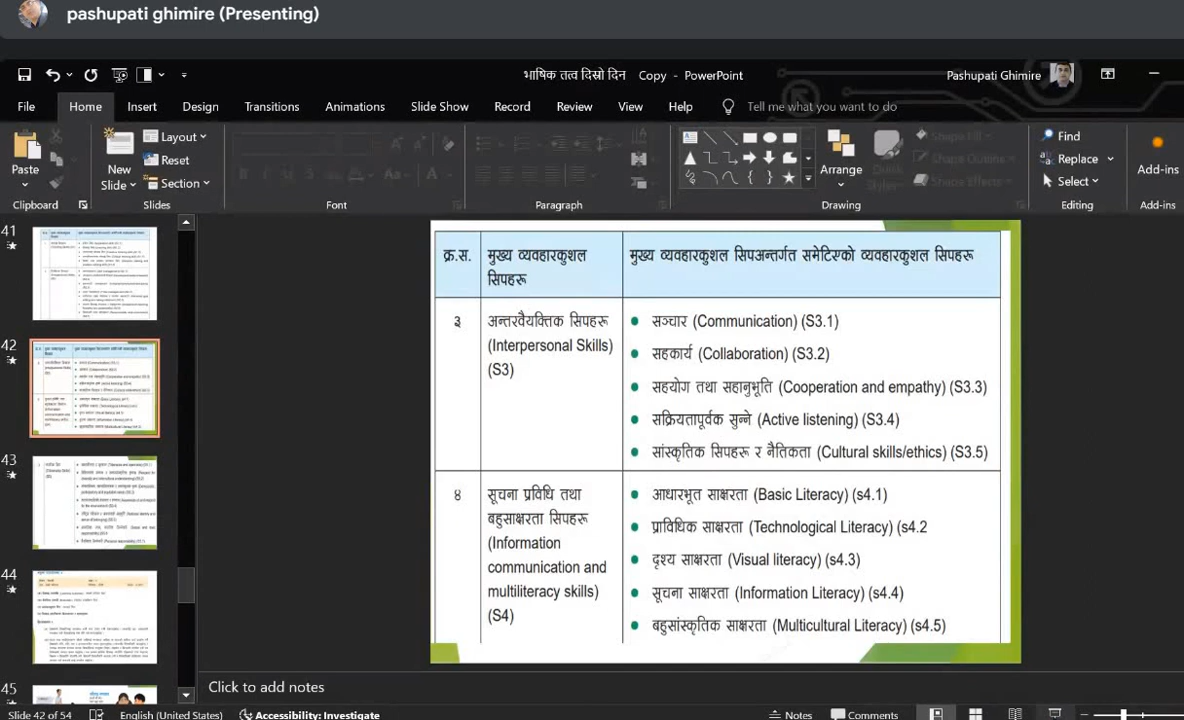 pashupati ghimire (Presenting)
भाषिक तत्व दिस्रो दिन Copy - PowerPoint
Pashupati Ghimire
File Home Insert Design Transitions Animations Slide Show Record Review View Help Tell me what you want to do
Paste
New Slide
Layout
Reset
Section
Arrange
Quick Styles
Shape Fill
Shape Outline
Shape Effects
Find
Replace
Select
Add-ins
Clipboard Slides Font Paragraph Drawing Editing Add-ins
41
42
43
44
45
क्र.स. मुख्य व्यवहारकुशल सिपहरू मुख्य व्यवहारकुशल सिपअन्तर्गत समेटिएको व्यवहारकुशल सिपहरू
३ अन्तरवैयक्तिक सिपहरू
(Interpersonal Skills)
(S3)
सञ्चार (Communication) (S3.1)
सहकार्य (Collaboration) (S3.2)
सहयोग तथा सहानुभूति (Cooperation and empathy) (S3.3)
सक्रियतापूर्वक सुन्ने (Active listening) (S3.4)
सांस्कृतिक सिपहरू र नैतिकता (Cultural skills/ethics) (S3.5)
४ सूचना प्रविधि तथा
बहुसाक्षरता सिपहरू
(Information
communication and
multiliteracy skills)
(S4)
आधारभूत साक्षरता (Basic Literacy) (s4.1)
प्राविधिक साक्षरता (Technological Literacy) (s4.2
दृश्य साक्षरता (Visual literacy) (s4.3)
सूचना साक्षरता (Information Literacy) (s4.4)
बहुसांस्कृतिक साक्षरता (Multicultural Literacy) (s4.5)
Click to add notes
Slide 42 of 54 English (United States) Accessibility: Investigate Notes Comments